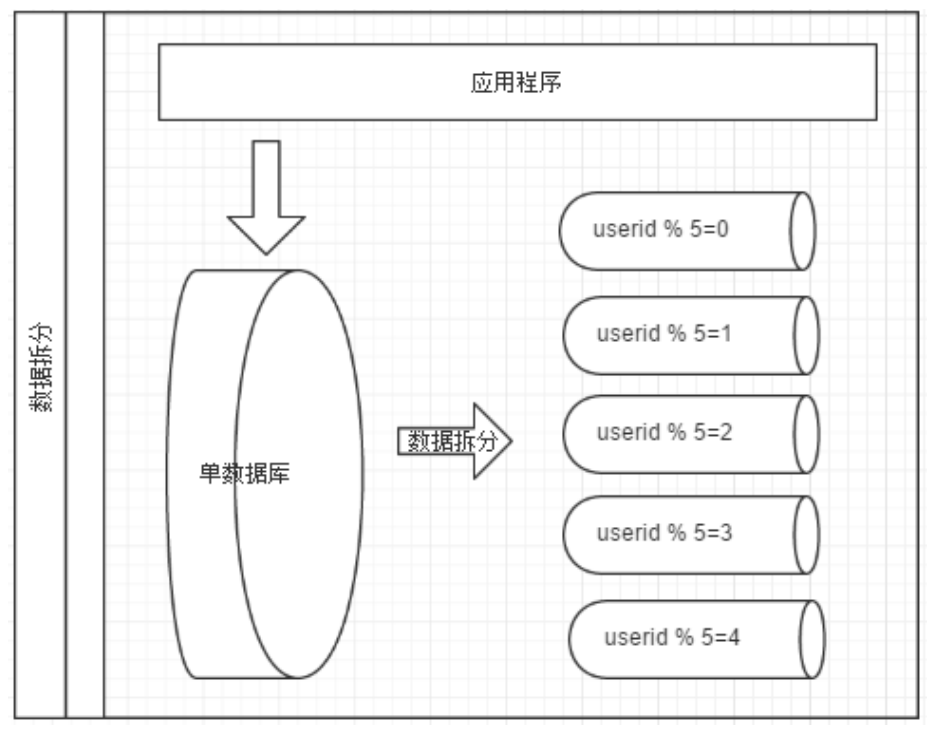 数据拆分
应用程序
单数据库
数据拆分
userid % 5=0
userid % 5=1
userid % 5=2
userid % 5=3
userid % 5=4